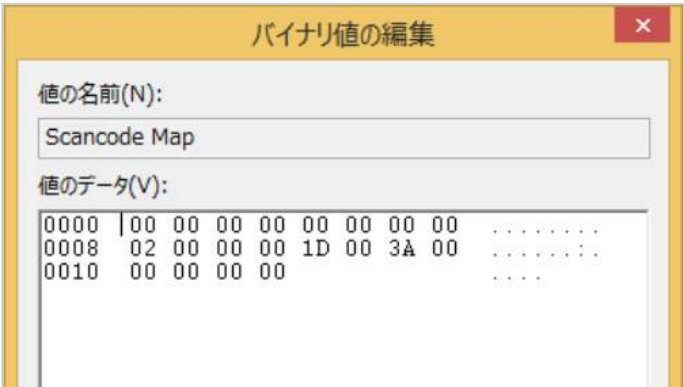 バイナリ値の編集
値の名前(N):
Scancode Map
値のデータ(V):
0000 00 00 00 00 00 00 00 00 ........
0008 02 00 00 00 1D 00 3A 00 ......:.
0010 00 00 00 00 ....